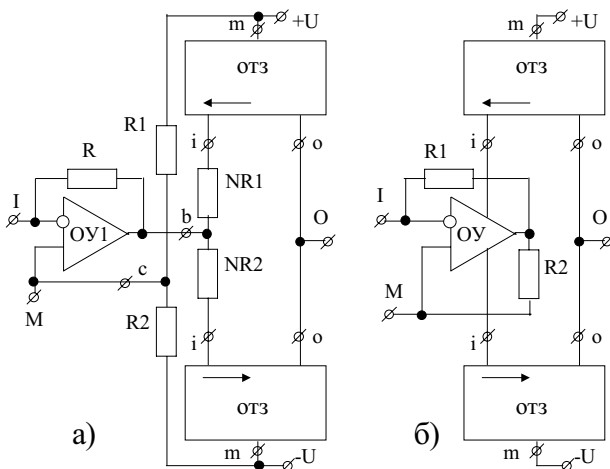 m +U m +U
отз отз
R1 i o i o
R NR1 R1
I ОУ1 b O I ОУ O
NR2 R2
c
M R2 M
i o i o
отз отз
а) m -U б) m -U